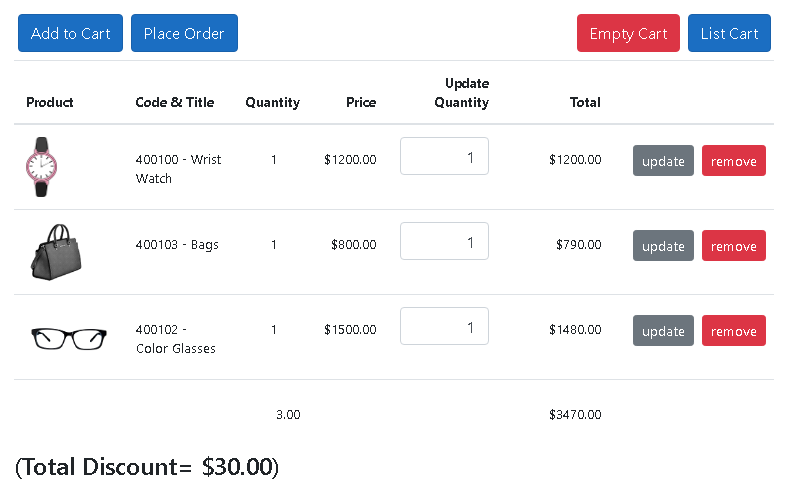 Add to Cart Place Order Empty Cart List Cart
Update
Product Code & Title Quantity Price Quantity Total
400100 - Wrist 1 $1200.00 1 $1200.00 update remove
Watch
400103 - Bags 1 $800.00 1 $790.00 update remove
400102 - 1 $1500.00 1 $1480.00 update remove
Color Glasses
3.00 $3470.00
(Total Discount= $30.00)